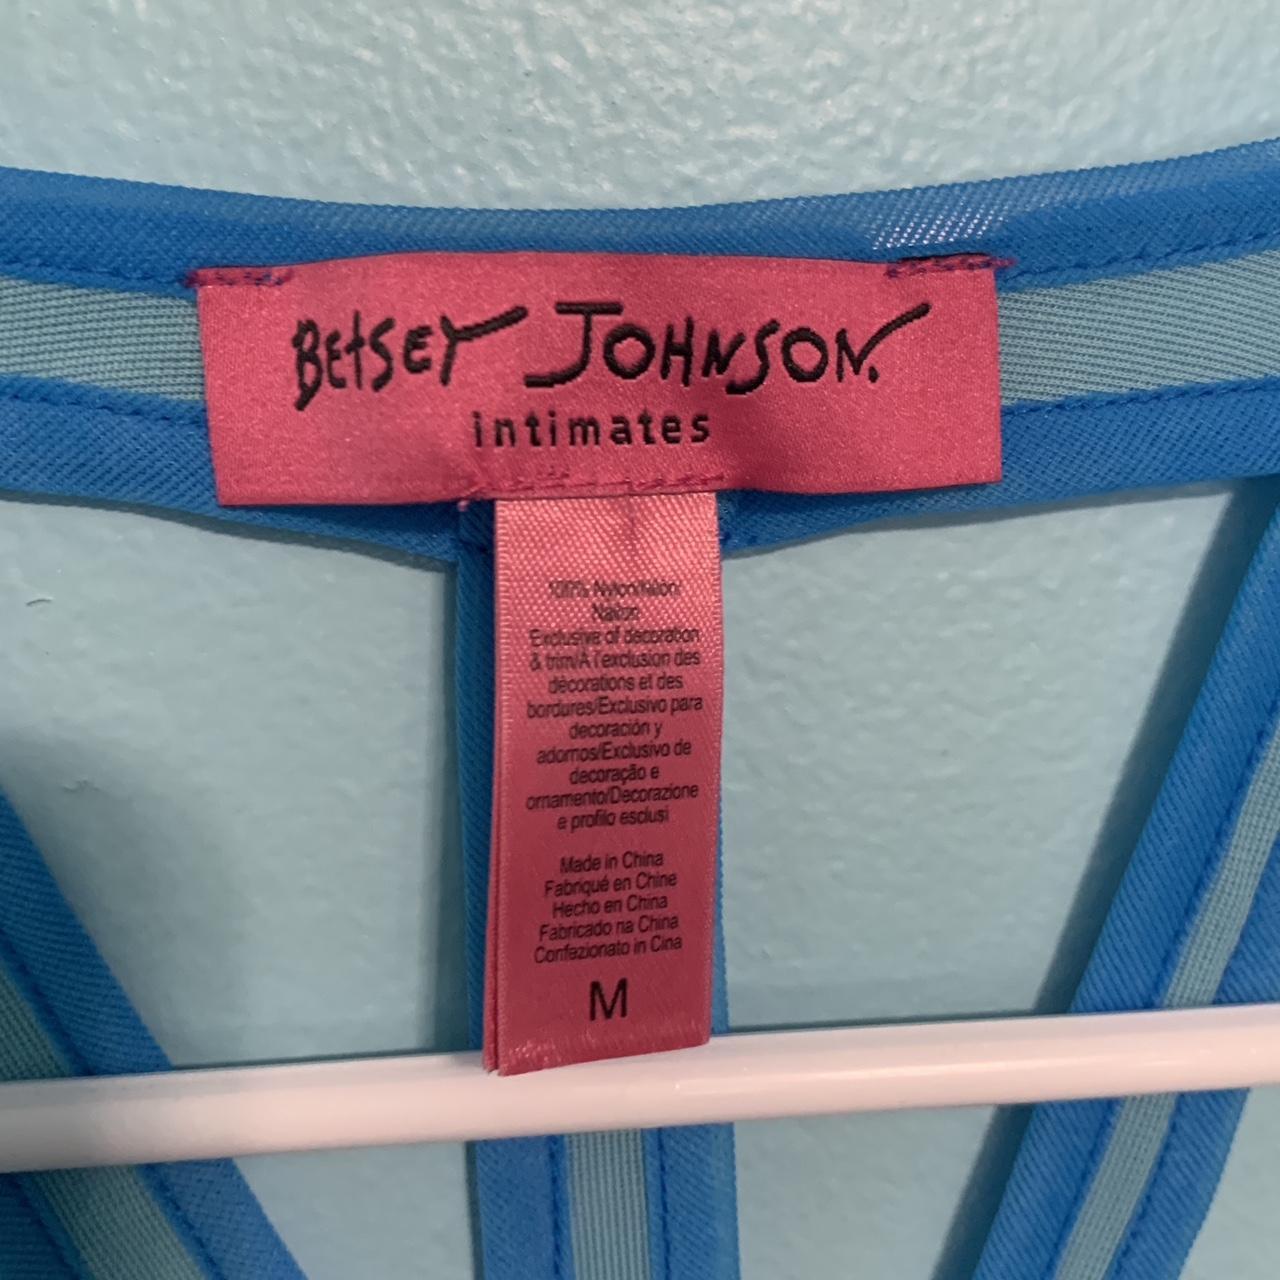 BETSEY JOHNSON.
intimates
100% Nylon/Nailon
Nailon
Exclusive of decoration
& trim/A l'exclusion des
décorations et des
bordures/Exclusivo para
decoración y
adornos/Exclusivo de
decoração e
ornamento/Decorazione
e profilo esclusi
Made in China
Fabriqué en Chine
Hecho en China
Fabricado na China
Confezionato in Cina
M